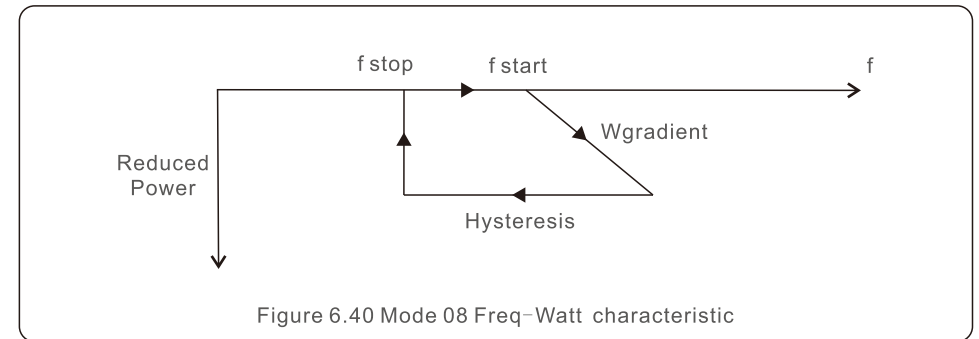 f stop
f start
f
Wgradient
Reduced
Power
Hysteresis
Figure 6.40 Mode 08 Freq-Watt characteristic